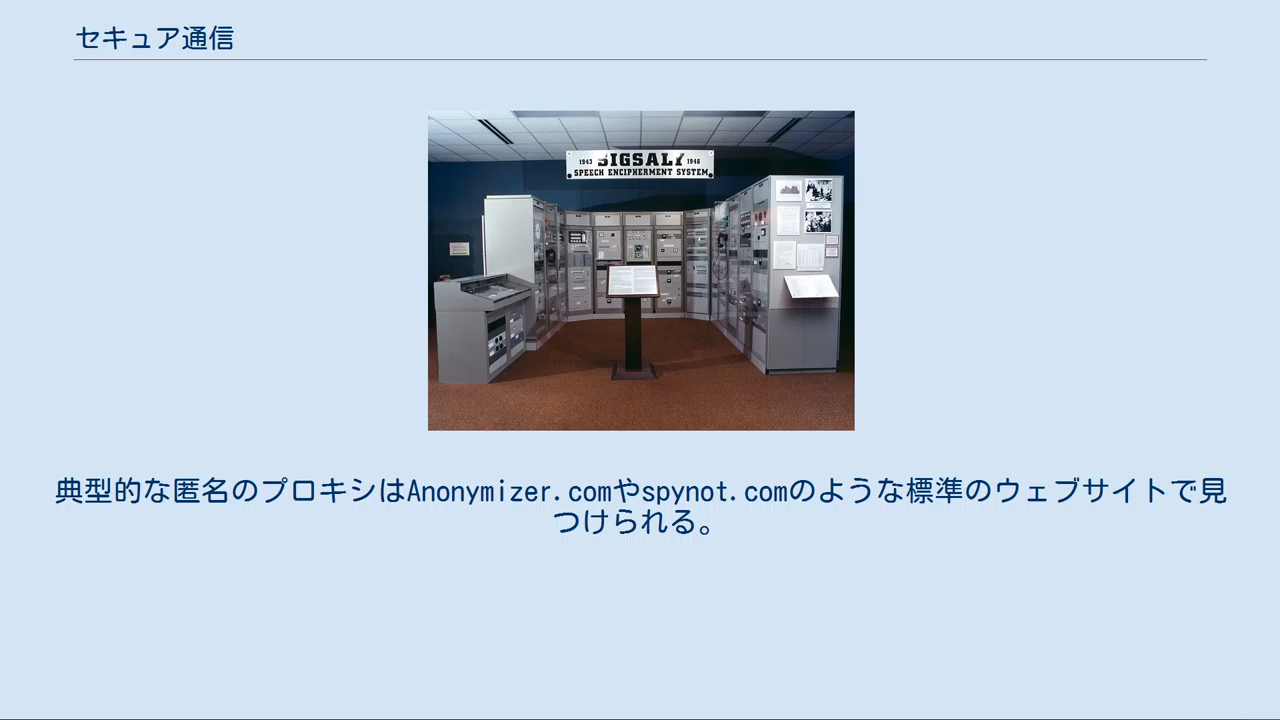 セキュア通信
1943 SIGSALY 1946
SPEECH ENCIPHERMENT SYSTEM
典型的な匿名のプロキシはAnonymizer.comやspynot.comのような標準のウェブサイトで見
つけられる。